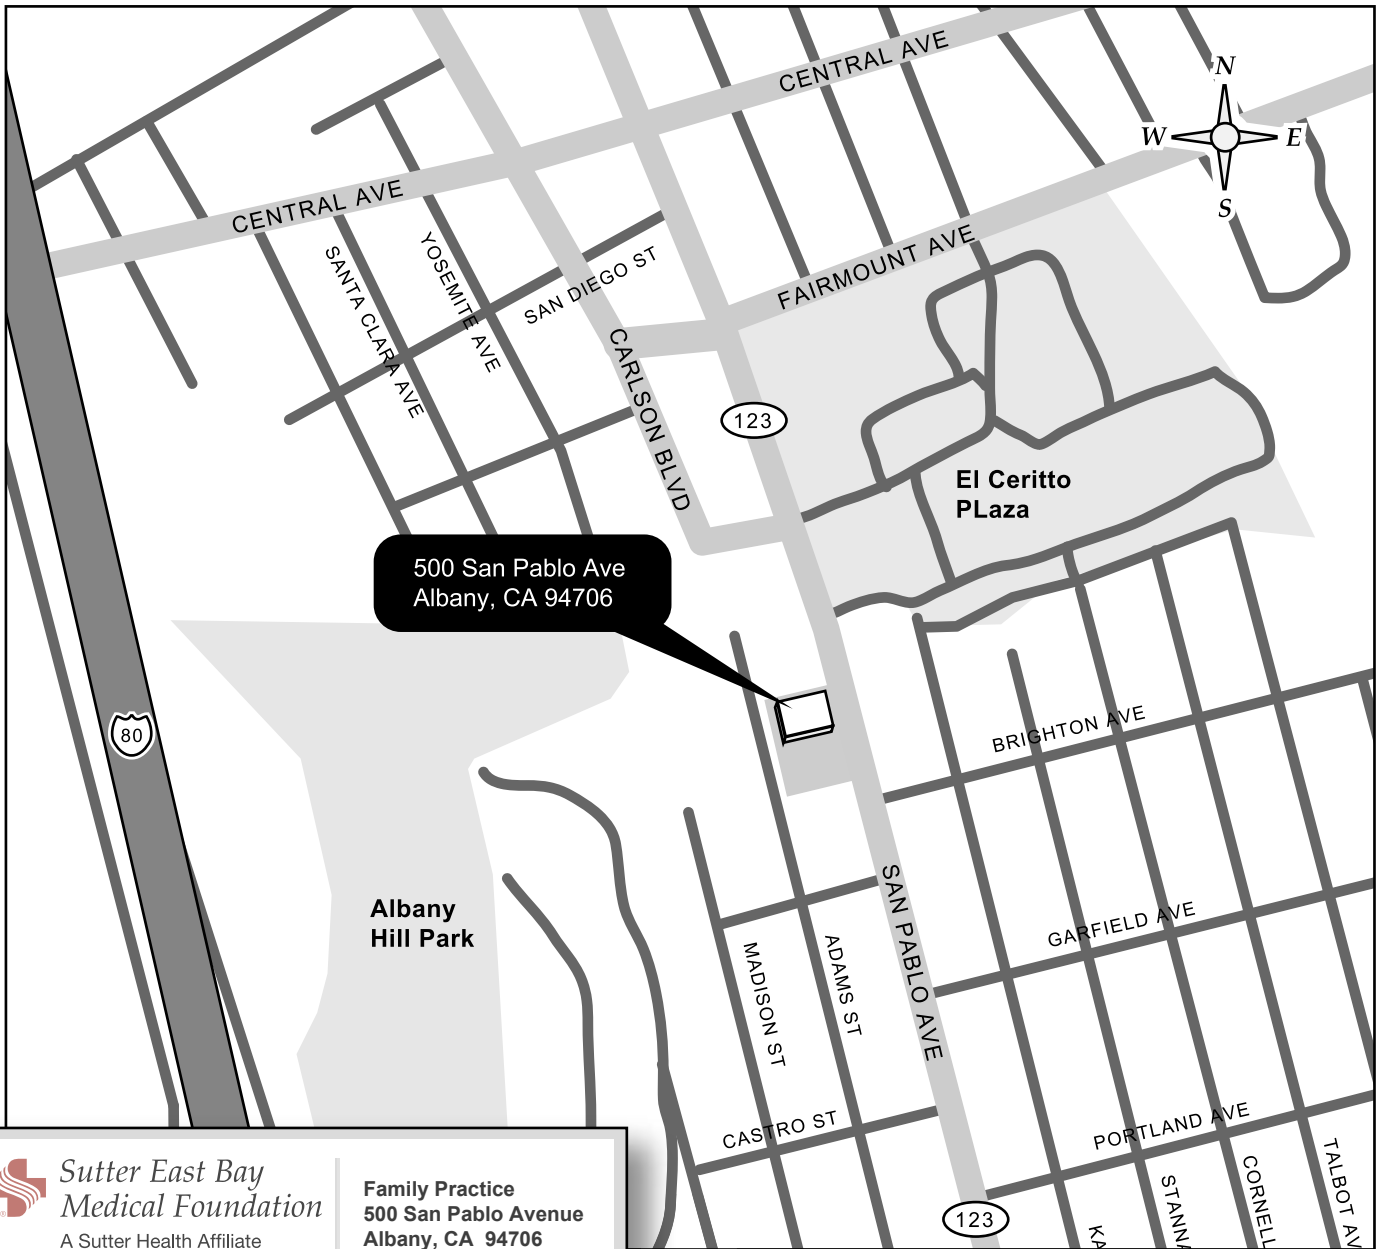 CENTRAL AVE
N
W
E
S
CENTRAL AVE
SANTA CLARA AVE
YOSEMITE AVE
SAN DIEGO ST
FAIRMOUNT AVE
CARLSON BLVD
123
El Ceritto
PLaza
500 San Pablo Ave
Albany, CA 94706
80
BRIGHTON AVE
Albany
Hill Park
SAN PABLO AVE
GARFIELD AVE
MADISON ST
ADAMS ST
CASTRO ST
PORTLAND AVE
123
KA
STANNA
CORNELL
TALBOT AV
Sutter East Bay
Medical Foundation
A Sutter Health Affiliate
Family Practice
500 San Pablo Avenue
Albany, CA 94706